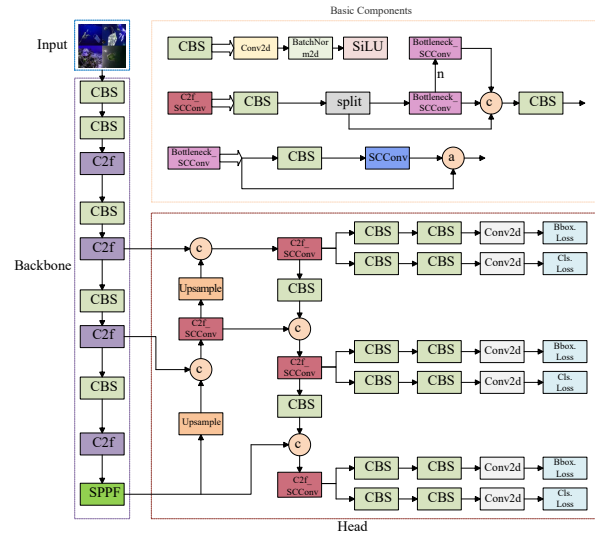 Basic Components
Input
CBS
Conv2d
BatchNor
m2d
SiLU
Bottleneck_
SCConv
n
C2f_
SCConv
CBS
split
Bottleneck_
SCConv
c
CBS
Bottleneck_
SCConv
CBS
SCConv
a
CBS
CBS
C2f
CBS
C2f
CBS
C2f
CBS
C2f
SPPF
Backbone
c
Upsample
C2f_
SCConv
c
Upsample
C2f_
SCConv
CBS
c
C2f_
SCConv
CBS
c
C2f_
SCConv
CBS
CBS
Conv2d
Bbox.
Loss
CBS
CBS
Conv2d
Cls.
Loss
CBS
CBS
Conv2d
Bbox.
Loss
CBS
CBS
Conv2d
Cls.
Loss
CBS
CBS
Conv2d
Bbox.
Loss
CBS
CBS
Conv2d
Cls.
Loss
Head